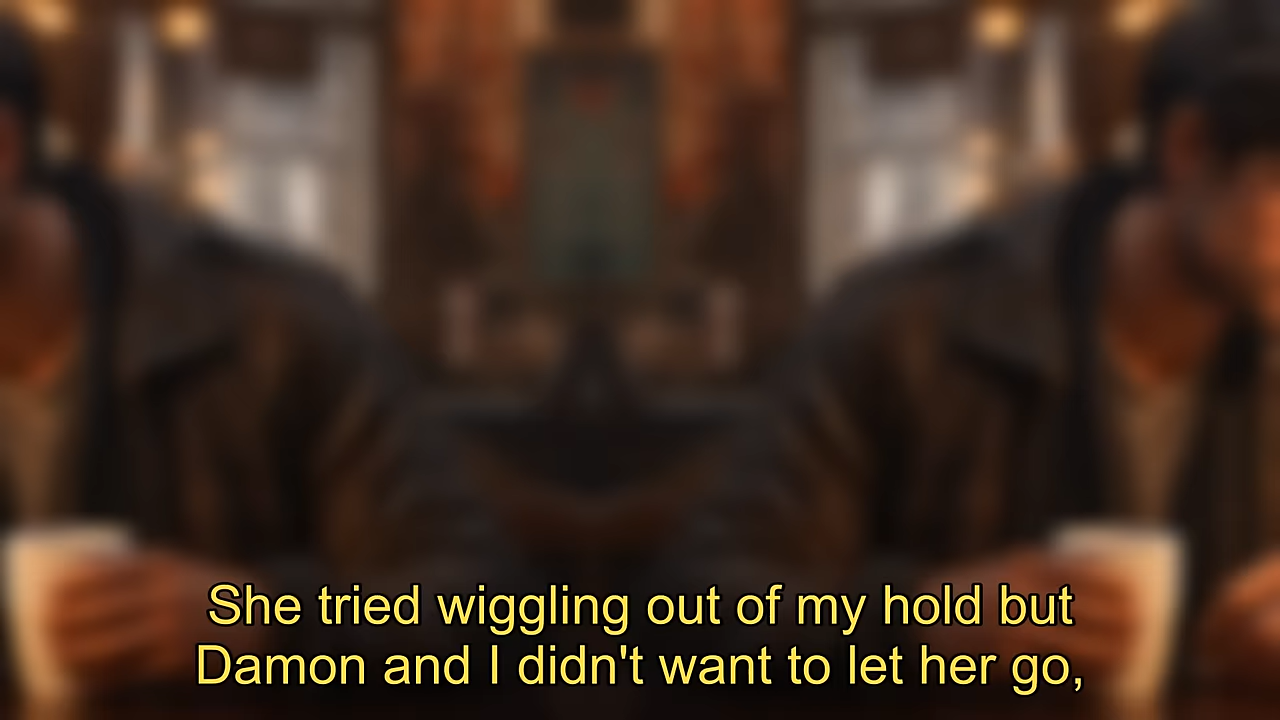 She tried wiggling out of my hold but
Damon and I didn't want to let her go,